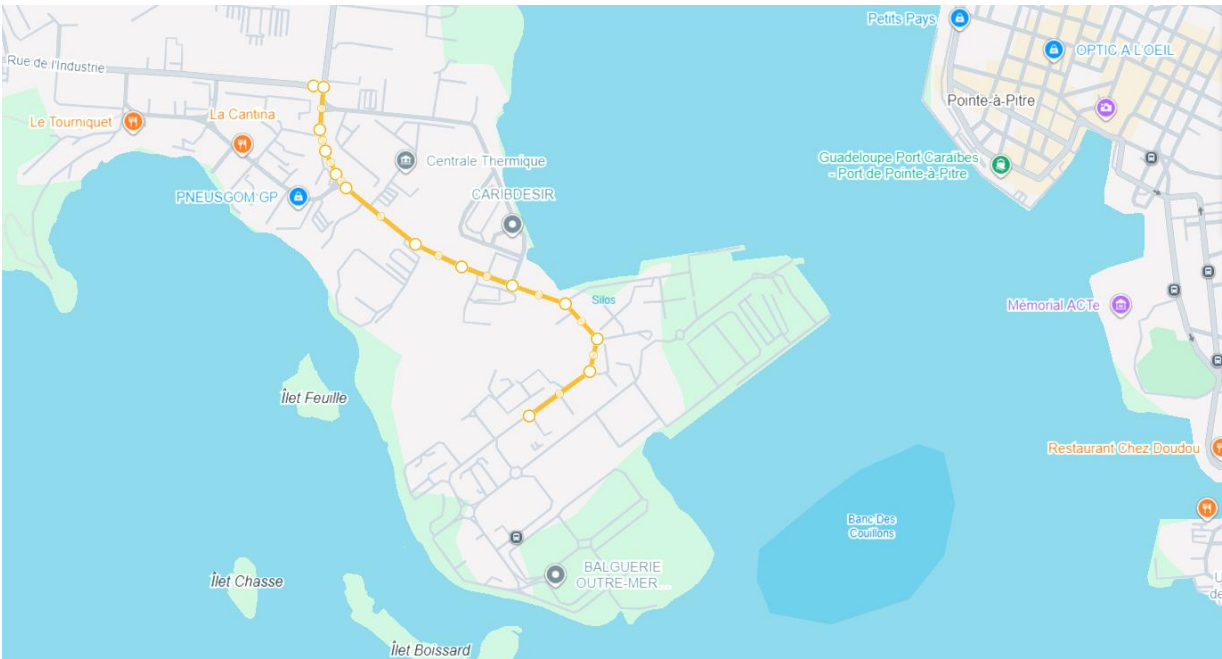 Petits Pays
OPTIC A L'OEIL
Rue de l'Industrie
Pointe-à-Pitre
La Cantina
Le Tourniquet
Centrale Thermique
Guadeloupe Port Caraïbes
- Port de Pointe-à-Pitre
PNEUSGOM GP
CARIBDESIR
Silos
Mémorial ACTe
Îlet Feuille
Restaurant Chez Doudou
Banc Des
Couillons
BALGUERIE
OUTRE-MER...
Îlet Chasse
Îlet Boissard